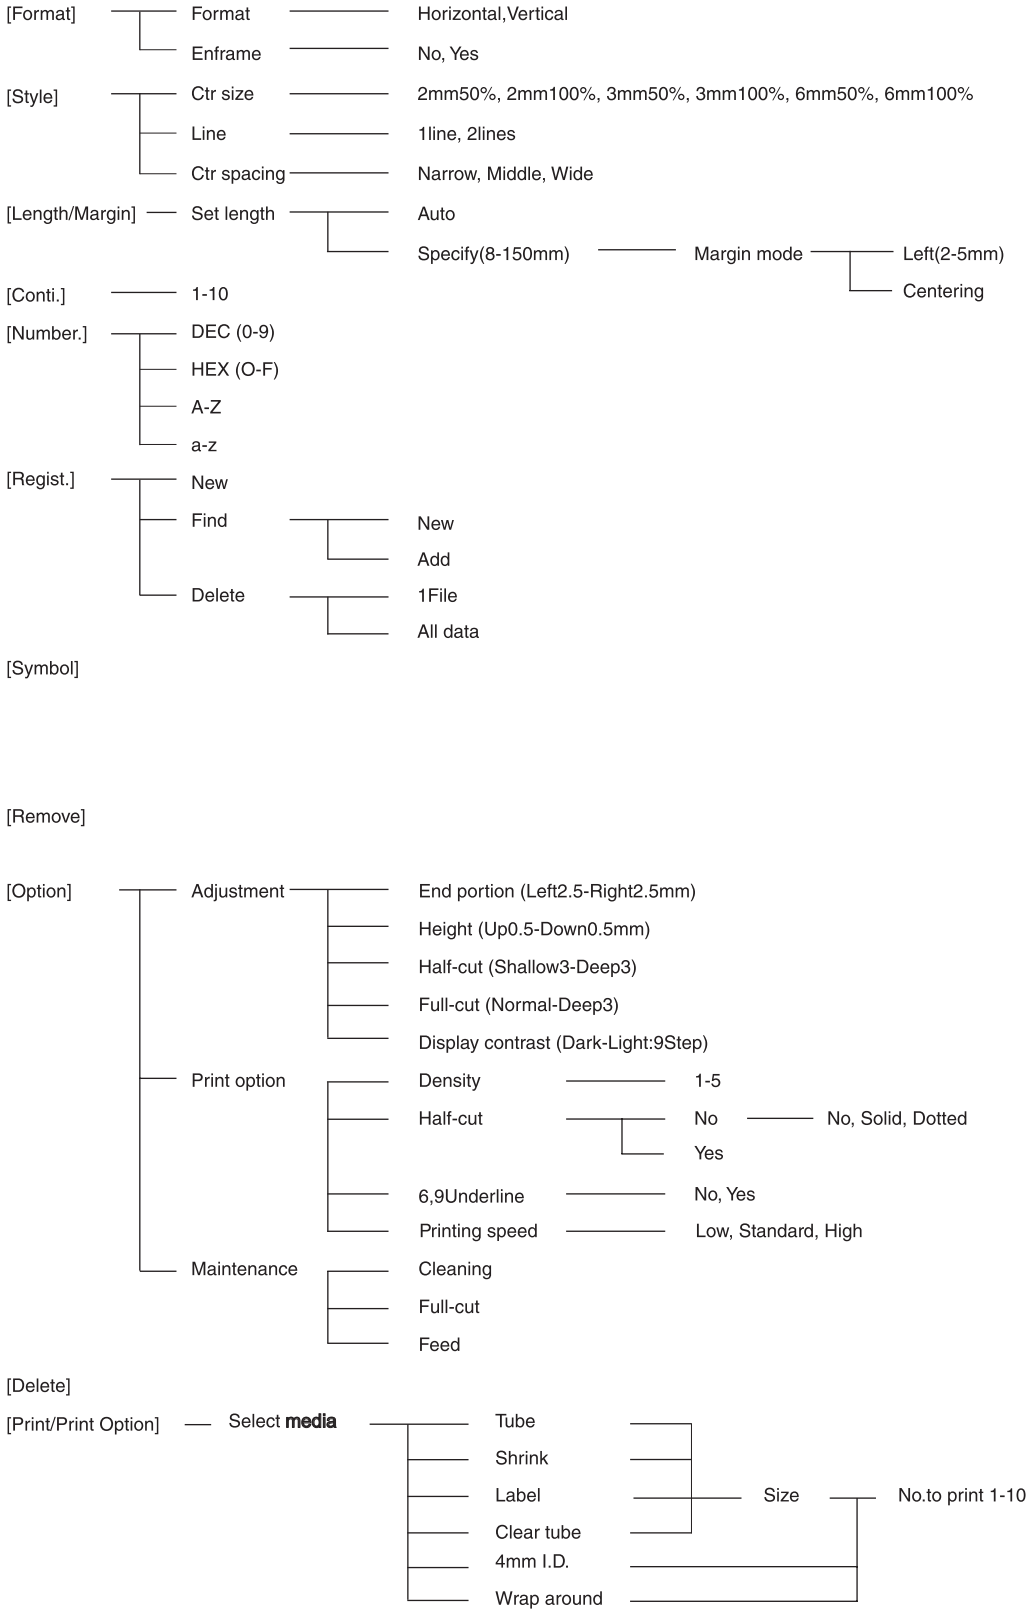 [Format] Format Horizontal,Vertical
Enframe No, Yes
[Style] Ctr size 2mm50%, 2mm100%, 3mm50%, 3mm100%, 6mm50%, 6mm100%
Line 1line, 2lines
Ctr spacing Narrow, Middle, Wide
[Length/Margin] Set length Auto
Specify(8-150mm) Margin mode Left(2-5mm)
Centering
[Conti.] 1-10
[Number.] DEC (0-9)
HEX (O-F)
A-Z
a-z
[Regist.] New
Find New
Add
Delete 1File
All data
[Symbol]
[Remove]
[Option] Adjustment End portion (Left2.5-Right2.5mm)
Height (Up0.5-Down0.5mm)
Half-cut (Shallow3-Deep3)
Full-cut (Normal-Deep3)
Display contrast (Dark-Light:9Step)
Print option Density 1-5
Half-cut No No, Solid, Dotted
Yes
6,9Underline No, Yes
Printing speed Low, Standard, High
Maintenance Cleaning
Full-cut
Feed
[Delete]
[Print/Print Option] Select media Tube
Shrink
Label Size No.to print 1-10
Clear tube
4mm I.D.
Wrap around